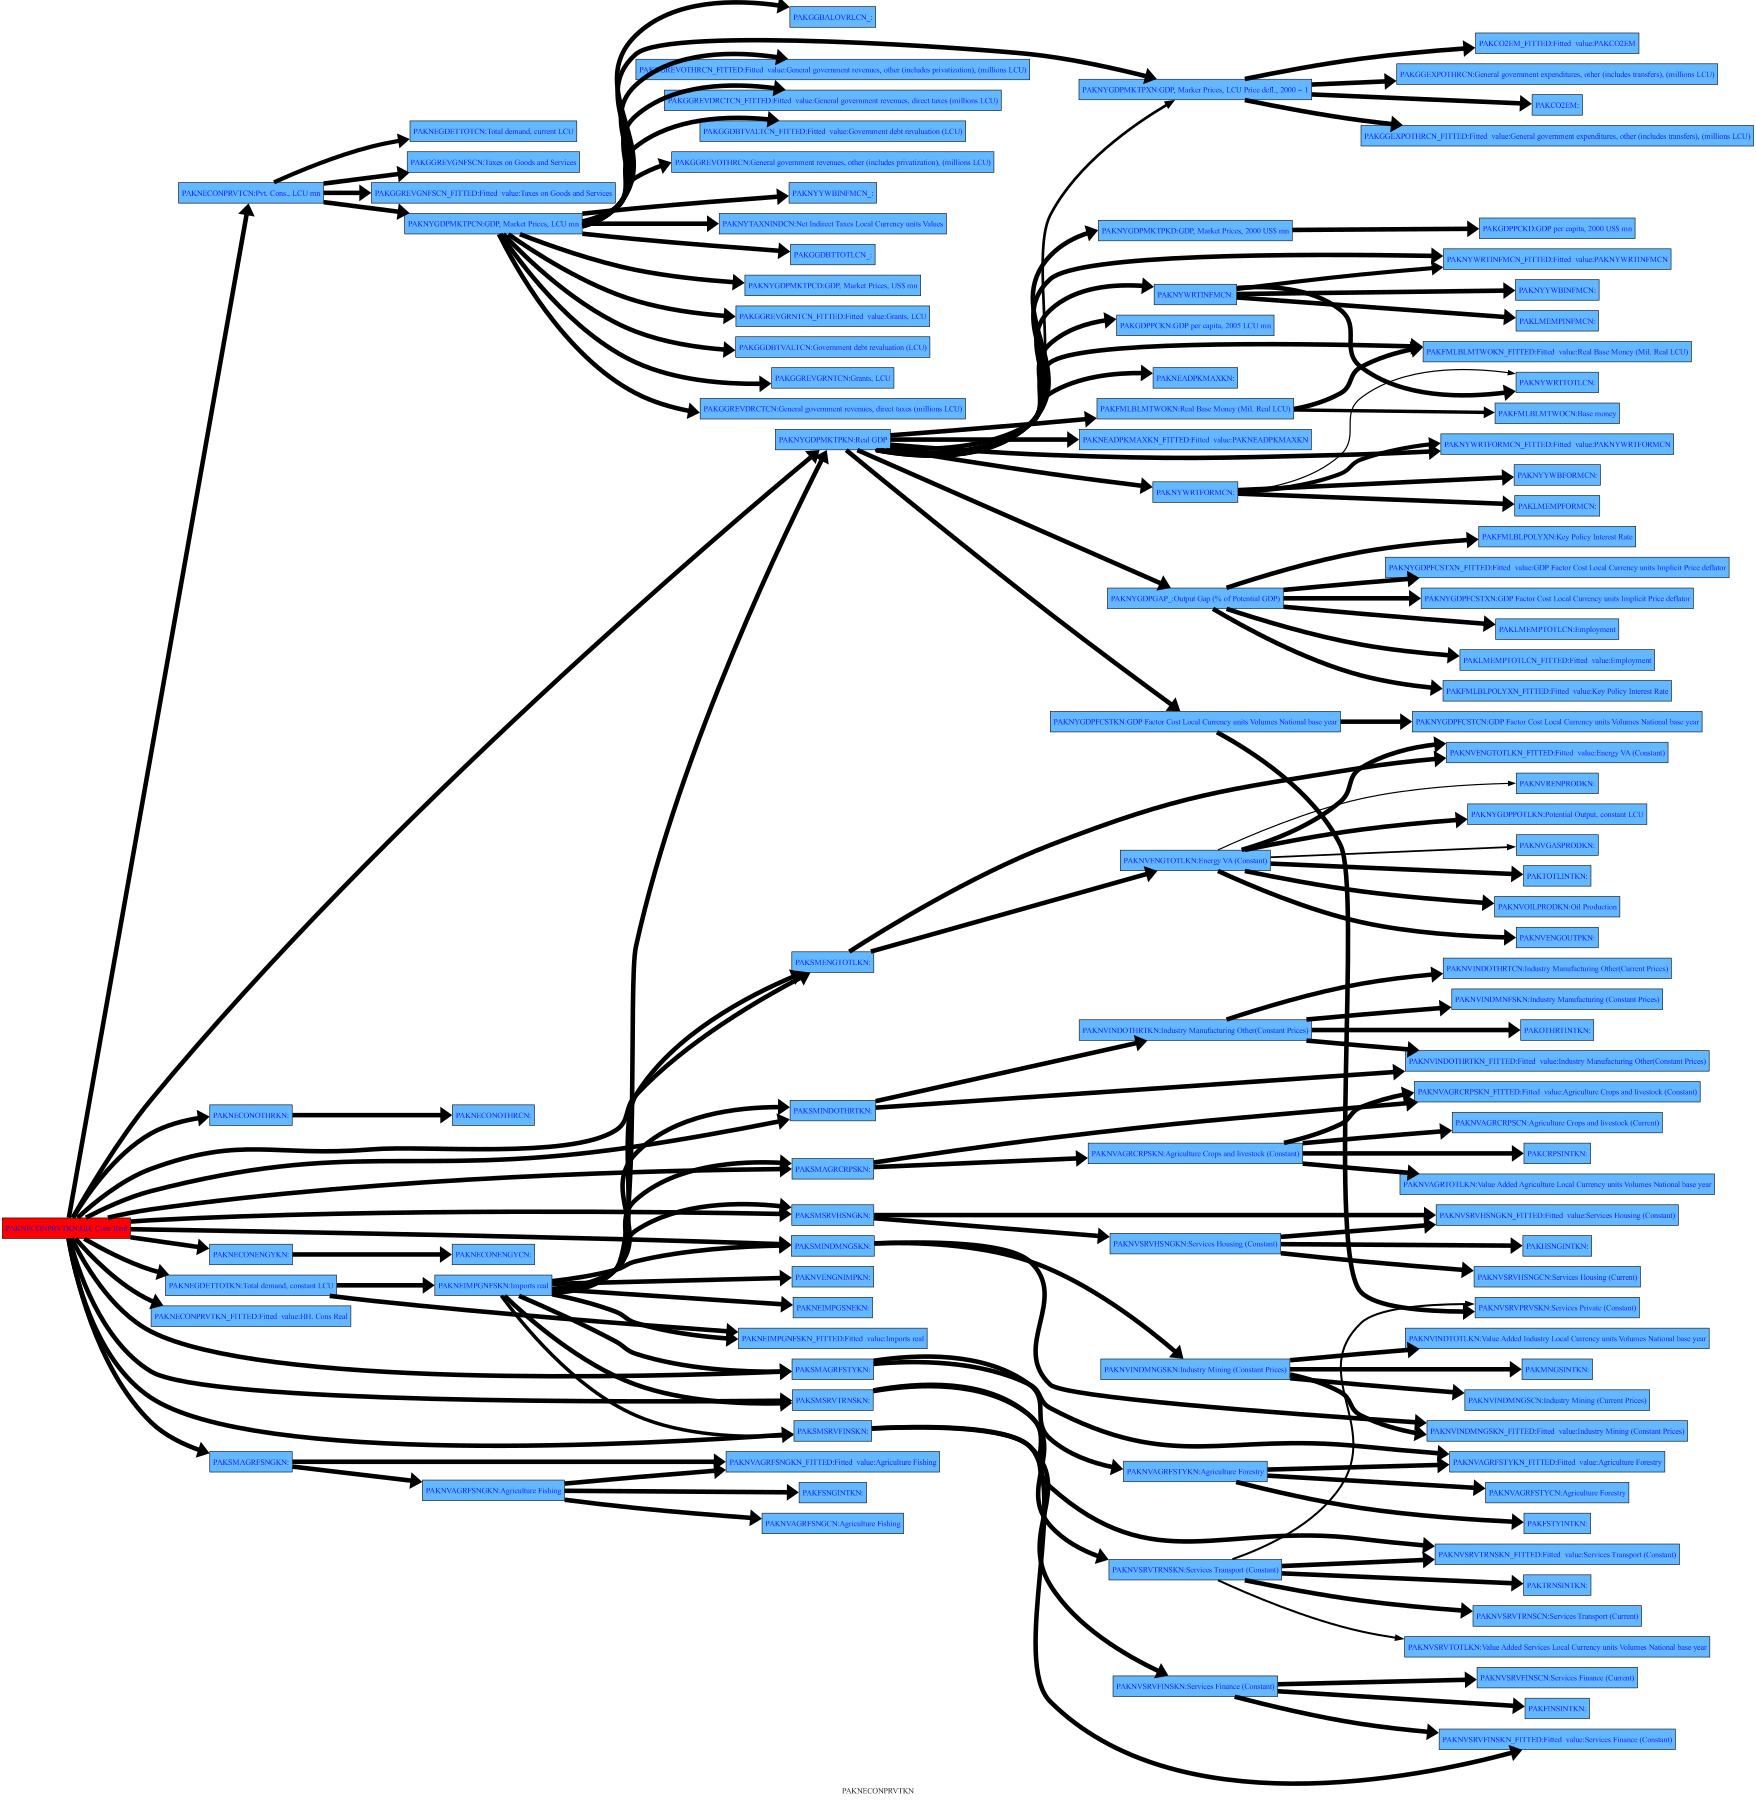 PAKGGBALOVRLCN_:
PAKCO2EM_FITTED:Fitted value:PAKCO2EM
PAKGGREVOTHRCN_FITTED:Fitted value:General government revenues, other (includes privatization), (millions LCU)
PAKGGEXPOTHRCN:General government expenditures, other (includes transfers), (millions LCU)
PAKNYGDPMKTPXN:GDP, Marker Prices, LCU Price defl., 2000 = 1
PAKGGREVDRCTCN_FITTED:Fitted value:General government revenues, direct taxes (millions LCU)
PAKCO2EM:
PAKNEGDETTOTCN:Total demand, current LCU
PAKGGDBTVALTCN_FITTED:Fitted value:Government debt revaluation (LCU)
PAKGGEXPOTHRCN_FITTED:Fitted value:General government expenditures, other (includes transfers), (millions LCU)
PAKGGREVGNFSCN:Taxes on Goods and Services
PAKGGREVOTHRCN:General government revenues, other (includes privatization), (millions LCU)
PAKNECONPRVTCN:Pvt. Cons., LCU mn
PAKGGREVGNFSCN_FITTED:Fitted value:Taxes on Goods and Services
PAKNYYWBINFMCN_:
PAKNYGDPMKTPCN:GDP, Market Prices, LCU mn
PAKNYTAXNINDCN:Net Indirect Taxes Local Currency units Values
PAKNYGDPMKTPKD:GDP, Market Prices, 2000 US$ mn
PAKGDPPCKD:GDP per capita, 2000 US$ mn
PAKGGDBTTOTLCN_:
PAKNYWRTINFMCN_FITTED:Fitted value:PAKNYWRTINFMCN
PAKNYGDPMKTPCD:GDP, Market Prices, US$ mn
PAKNYWRTINFMCN:
PAKNYYWBINFMCN:
PAKGGREVGRNTCN_FITTED:Fitted value:Grants, LCU
PAKGDPPCKN:GDP per capita, 2005 LCU mn
PAKLMEMPINFMCN:
PAKGGDBTVALTCN:Government debt revaluation (LCU)
PAKFMLBLMTWOKN_FITTED:Fitted value:Real Base Money (Mil. Real LCU)
PAKGGREVGRNTCN:Grants, LCU
PAKNEADPKMAXKN:
PAKNYWRTTOTLCN:
PAKGGREVDRCTCN:General government revenues, direct taxes (millions LCU)
PAKFMLBLMTWOKN:Real Base Money (Mil. Real LCU)
PAKFMLBLMTWOCN:Base money
PAKNYGDPMKTPKN:Real GDP
PAKNEADPKMAXKN_FITTED:Fitted value:PAKNEADPKMAXKN
PAKNYWRTFORMCN_FITTED:Fitted value:PAKNYWRTFORMCN
PAKNYYWBFORMCN:
PAKNYWRTFORMCN:
PAKLMEMPFORMCN:
PAKFMLBLPOLYXN:Key Policy Interest Rate
PAKNYGDPFCSTXN_FITTED:Fitted value:GDP Factor Cost Local Currency units Implicit Price deflator
PAKNYGDPGAP_:Output Gap (% of Potential GDP)
PAKNYGDPFCSTXN:GDP Factor Cost Local Currency units Implicit Price deflator
PAKLMEMPTOTLCN:Employment
PAKLMEMPTOTLCN_FITTED:Fitted value:Employment
PAKFMLBLPOLYXN_FITTED:Fitted value:Key Policy Interest Rate
PAKNYGDPFCSTKN:GDP Factor Cost Local Currency units Volumes National base year
PAKNYGDPFCSTCN:GDP Factor Cost Local Currency units Volumes National base year
PAKNVENGTOTLKN_FITTED:Fitted value:Energy VA (Constant)
PAKNVRENPRODKN:
PAKNYGDPPOTLKN:Potential Output, constant LCU
PAKNVGASPRODKN:
PAKNVENGTOTLKN:Energy VA (Constant)
PAKTOTLINTKN:
PAKNVOILPRODKN:Oil Production
PAKNVENGOUTPKN:
PAKSMENGTOTLKN:
PAKNVINDOTHRTCN:Industry Manufacturing Other(Current Prices)
PAKNVINDMNFSKN:Industry Manufacturing (Constant Prices)
PAKNVINDOTHRTKN:Industry Manufacturing Other(Constant Prices)
PAKOTHRTINTKN:
PAKNVINDOTHRTKN_FITTED:Fitted value:Industry Manufacturing Other(Constant Prices)
PAKNVAGRCRPSKN_FITTED:Fitted value:Agriculture Crops and livestock (Constant)
PAKNECONOTHRKN:
PAKNECONOTHRCN:
PAKSMINDOTHRTKN:
PAKNVAGRCRPSCN:Agriculture Crops and livestock (Current)
PAKNVAGRCRPSKN:Agriculture Crops and livestock (Constant)
PAKCRPSINTKN:
PAKSMAGRCRPSKN:
PAKNVAGRTOTLKN:Value Added Agriculture Local Currency units Volumes National base year
PAKSMSRVHSNGKN:
PAKNVSRVHSNGKN_FITTED:Fitted value:Services Housing (Constant)
PAKNECONPRVTKN:HH. Cons Real
PAKSMINDMNGSKN:
PAKNVSRVHSNGKN:Services Housing (Constant)
PAKHSNGINTKN:
PAKNECONENGYKN:
PAKNECONENGYCN:
PAKNVENGNIMPKN:
PAKNVSRVHSNGCN:Services Housing (Current)
PAKNEGDETTOTKN:Total demand, constant LCU
PAKNEIMPGNFSKN:Imports real
PAKNEIMPGSNEKN:
PAKNVSRVPRVSKN:Services Private (Constant)
PAKNECONPRVTKN_FITTED:Fitted value:HH. Cons Real
PAKNEIMPGNFSKN_FITTED:Fitted value:Imports real
PAKNVINDTOTLKN:Value Added Industry Local Currency units Volumes National base year
PAKSMAGRFSTYKN:
PAKNVINDMNGSKN:Industry Mining (Constant Prices)
PAKMNGSINTKN:
PAKSMSRVTRNSKN:
PAKNVINDMNGSCN:Industry Mining (Current Prices)
PAKSMSRVFINSKN:
PAKNVINDMNGSKN_FITTED:Fitted value:Industry Mining (Constant Prices)
PAKSMAGRFSNGKN:
PAKNVAGRFSNGKN_FITTED:Fitted value:Agriculture Fishing
PAKNVAGRFSTYKN_FITTED:Fitted value:Agriculture Forestry
PAKNVAGRFSTYKN:Agriculture Forestry
PAKNVAGRFSNGKN:Agriculture Fishing
PAKFSNGINTKN:
PAKNVAGRFSTYCN:Agriculture Forestry
PAKNVAGRFSNGCN:Agriculture Fishing
PAKFSTYINTKN:
PAKNVSRVTRNSKN_FITTED:Fitted value:Services Transport (Constant)
PAKNVSRVTRNSKN:Services Transport (Constant)
PAKTRNSINTKN:
PAKNVSRVTRNSCN:Services Transport (Current)
PAKNVSRVTOTLKN:Value Added Services Local Currency units Volumes National base year
PAKNVSRVFINSCN:Services Finance (Current)
PAKNVSRVFINSKN:Services Finance (Constant)
PAKFINSINTKN:
PAKNVSRVFINSKN_FITTED:Fitted value:Services Finance (Constant)
PAKNECONPRVTKN